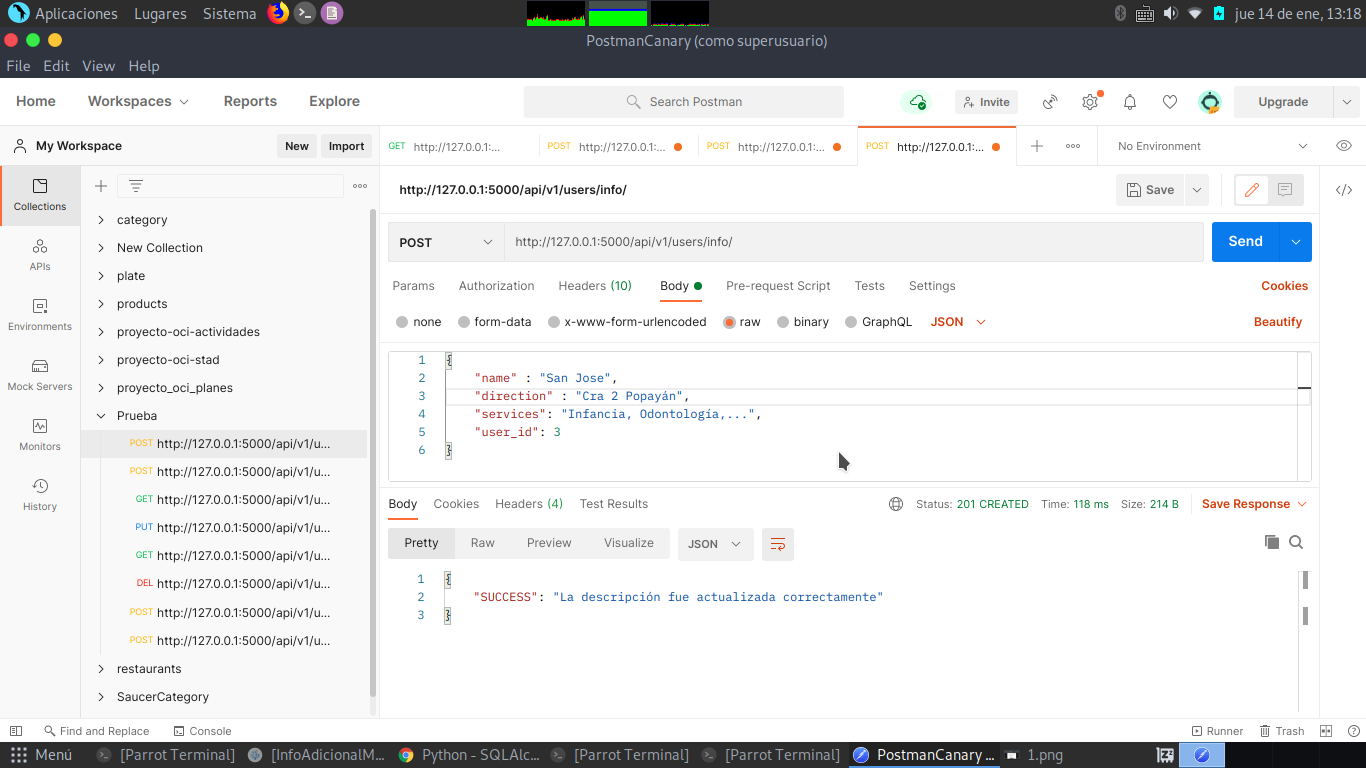 Aplicaciones Lugares Sistema jue 14 de ene, 13:18
PostmanCanary (como superusuario)
File Edit View Help
Home Workspaces Reports Explore Search Postman Invite Upgrade
My Workspace New Import GET http://127.0.0.1:... POST http://127.0.0.1:... POST http://127.0.0.1:... POST http://127.0.0.1:... No Environment
http://127.0.0.1:5000/api/v1/users/info/ Save
Collections
APIs
Environments
Mock Servers
Monitors
History
category
New Collection
plate
products
proyecto-oci-actividades
proyecto-oci-stad
proyecto_oci_planes
Prueba
POST http://127.0.0.1:5000/api/v1/u...
POST http://127.0.0.1:5000/api/v1/u...
GET http://127.0.0.1:5000/api/v1/u...
PUT http://127.0.0.1:5000/api/v1/u...
GET http://127.0.0.1:5000/api/v1/u...
DEL http://127.0.0.1:5000/api/v1/u...
POST http://127.0.0.1:5000/api/v1/u...
POST http://127.0.0.1:5000/api/v1/u...
restaurants
SaucerCategory
POST http://127.0.0.1:5000/api/v1/users/info/ Send
Params Authorization Headers (10) Body Pre-request Script Tests Settings Cookies
none form-data x-www-form-urlencoded raw binary GraphQL JSON Beautify
1 {
2 "name" : "San Jose",
3 "direction" : "Cra 2 Popayán",
4 "services": "Infancia, Odontología,...",
5 "user_id": 3
6 }
Body Cookies Headers (4) Test Results Status: 201 CREATED Time: 118 ms Size: 214 B Save Response
Pretty Raw Preview Visualize JSON
1 {
2 "SUCCESS": "La descripción fue actualizada correctamente"
3 }
Find and Replace Console Runner Trash
Menú [Parrot Terminal] [InfoAdicionalM... Python - SQLAlc... [Parrot Terminal] [Parrot Terminal] PostmanCanary ... 1.png